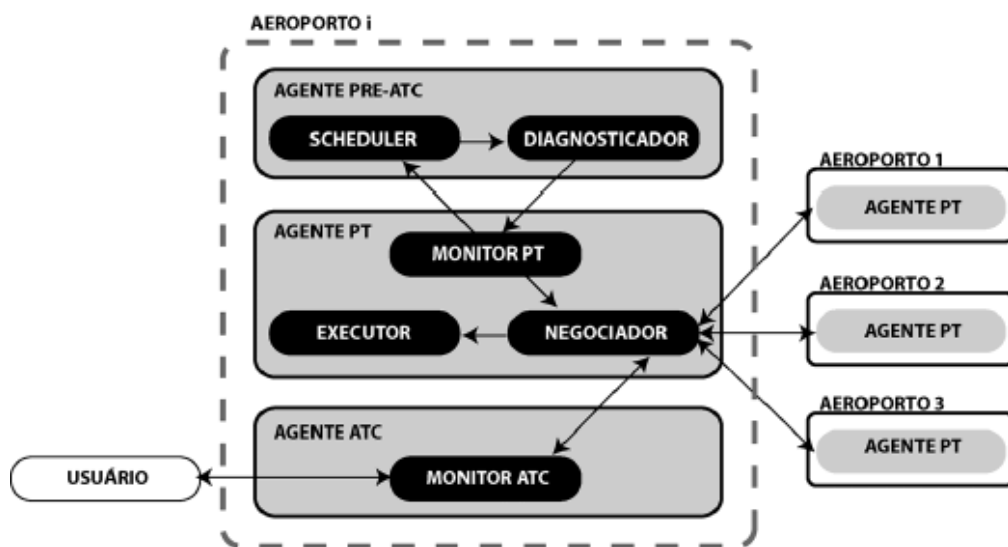 AEROPORTO i
AGENTE PRE-ATC
SCHEDULER
DIAGNOSTICADOR
AGENTE PT
MONITOR PT
EXECUTOR
NEGOCIADOR
AGENTE ATC
MONITOR ATC
USUÁRIO
AEROPORTO 1
AGENTE PT
AEROPORTO 2
AGENTE PT
AEROPORTO 3
AGENTE PT